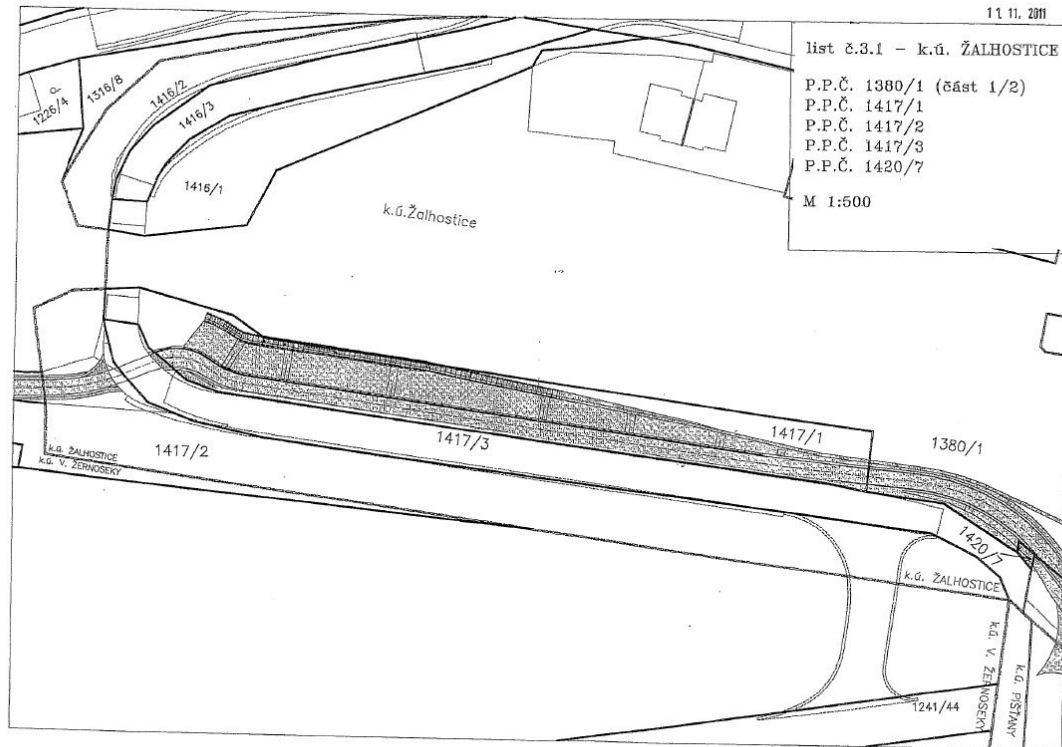 11. 11. 2011
list č.3.1 - k.ú. ŽALHOSTICE
P.P.Č. 1380/1 (část 1/2)
P.P.Č. 1417/1
P.P.Č. 1417/2
P.P.Č. 1417/3
P.P.Č. 1420/7
M 1:500
1226/4
1316/8
1416/2
1416/3
1416/1
k.ú.Žalhostice
1417/1
1380/1
1417/3
1417/2
k.ú. ŽALHOSTICE
k.ú. V. ŽERNOSEKY
1420/7
k.ú. ŽALHOSTICE
k.ú. V. ŽERNOSEKY
k.ú. PÍŠŤANY
1241/44